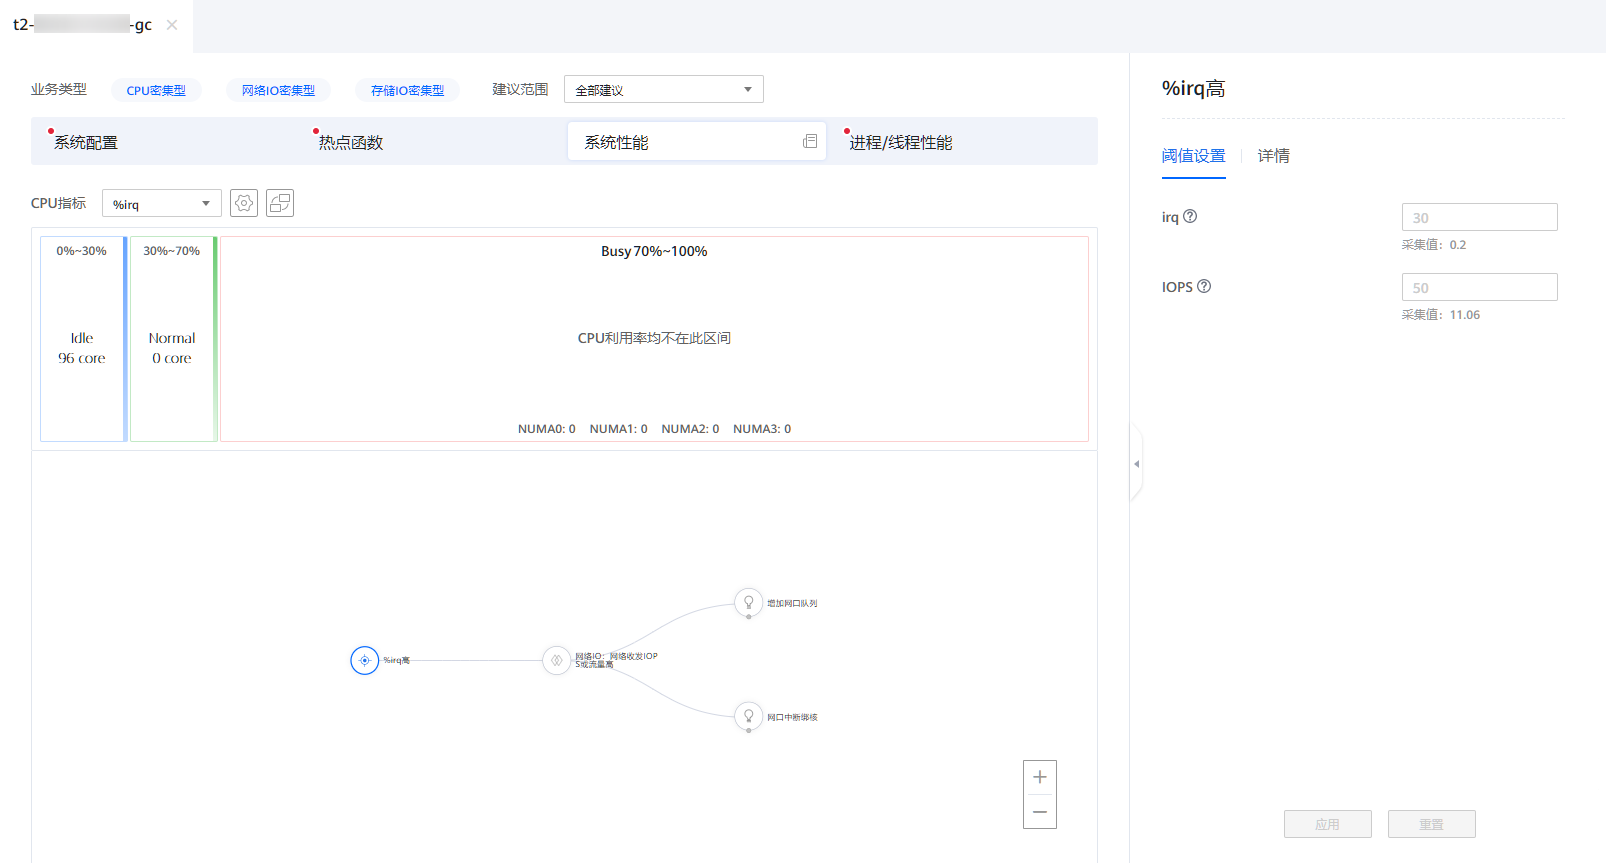 t2-
-gc
业务类型
CPU密集型
网络IO密集型
存储IO密集型
建议范围
全部建议
系统配置
热点函数
系统性能
进程/线程性能
CPU指标
%irq
0%~30%
Idle
96 core
30%~70%
Normal
0 core
Busy 70%~100%
CPU利用率均不在此区间
NUMA0: 0 NUMA1: 0 NUMA2: 0 NUMA3: 0
%irq高
网络IO：网络收发IOP
S或流量高
增加网口队列
网口中断绑核
%irq高
阈值设置
详情
irq
30
采集值：0.2
IOPS
50
采集值：11.06
应用
重置